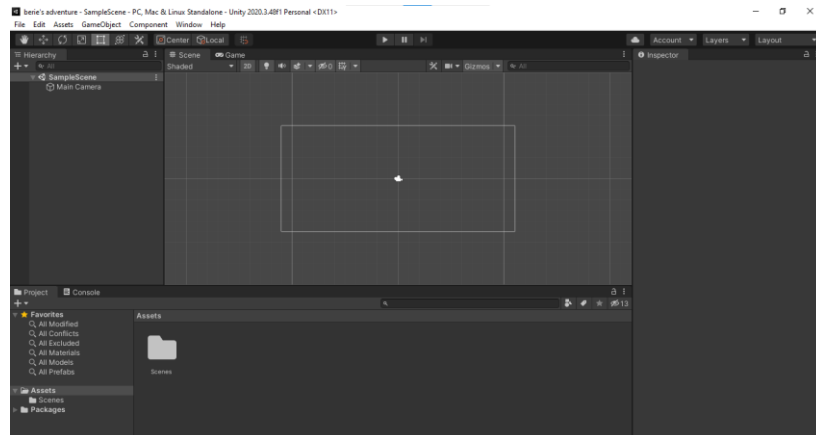 berie's adventure - SampleScene - PC, Mac & Linux Standalone - Unity 2020.3.48f1 Personal <DX11>
File Edit Assets GameObject Component Window Help
Center Local Account Layers Layout
Hierarchy Scene Game Inspector
All Shaded 2D 0 Gizmos All
SampleScene
Main Camera
Project Console
13
Favorites Assets
All Modified
All Conflicts
All Excluded
All Materials
All Models
All Prefabs
Scenes
Assets
Scenes
Packages